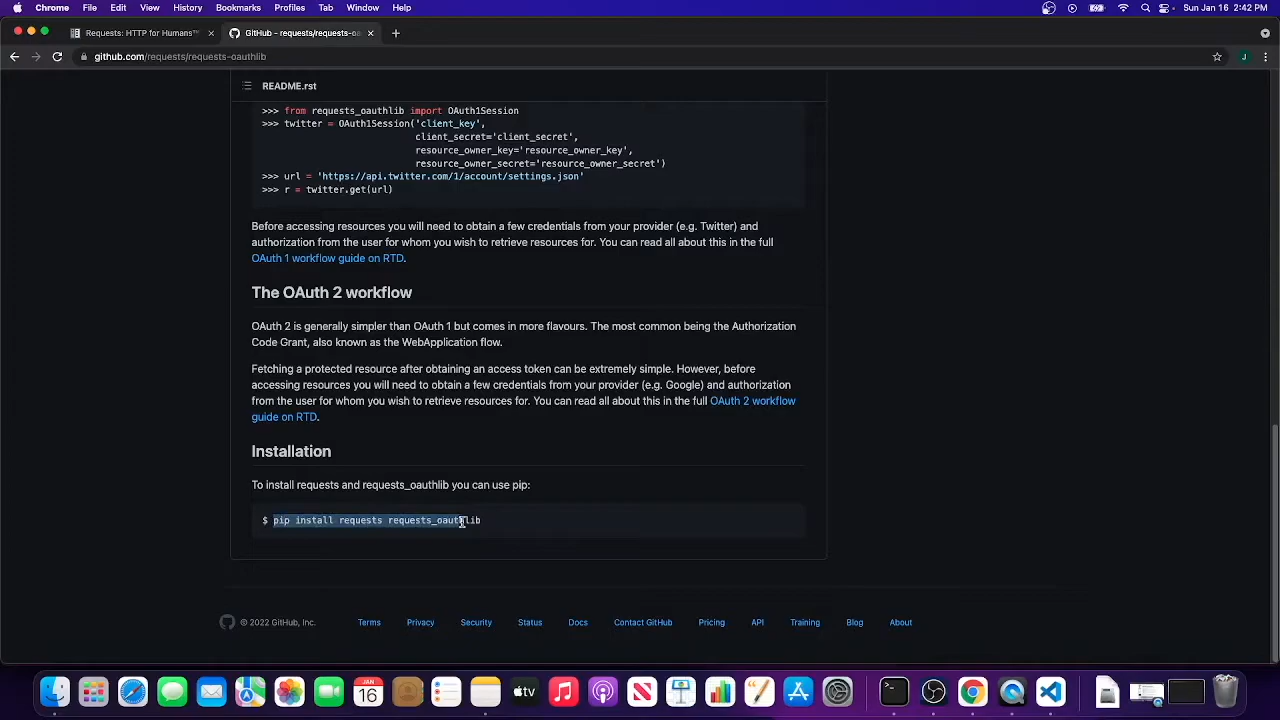 Chrome File Edit View History Bookmarks Profiles Tab Window Help Sun Jan 16 2:42 PM
Requests: HTTP for Humans™
GitHub - requests/requests-oa
github.com/requests/requests-oauthlib
J
README.rst
>>> from requests_oauthlib import OAuth1Session
>>> twitter = OAuth1Session('client_key',
client_secret='client_secret',
resource_owner_key='resource_owner_key',
resource_owner_secret='resource_owner_secret')
>>> url = 'https://api.twitter.com/1/account/settings.json'
>>> r = twitter.get(url)
Before accessing resources you will need to obtain a few credentials from your provider (e.g. Twitter) and
authorization from the user for whom you wish to retrieve resources for. You can read all about this in the full
OAuth 1 workflow guide on RTD.
The OAuth 2 workflow
OAuth 2 is generally simpler than OAuth 1 but comes in more flavours. The most common being the Authorization
Code Grant, also known as the WebApplication flow.
Fetching a protected resource after obtaining an access token can be extremely simple. However, before
accessing resources you will need to obtain a few credentials from your provider (e.g. Google) and authorization
from the user for whom you wish to retrieve resources for. You can read all about this in the full OAuth 2 workflow
guide on RTD.
Installation
To install requests and requests_oauthlib you can use pip:
$ pip install requests requests_oauthlib
© 2022 GitHub, Inc. Terms Privacy Security Status Docs Contact GitHub Pricing API Training Blog About
JAN
16
tv